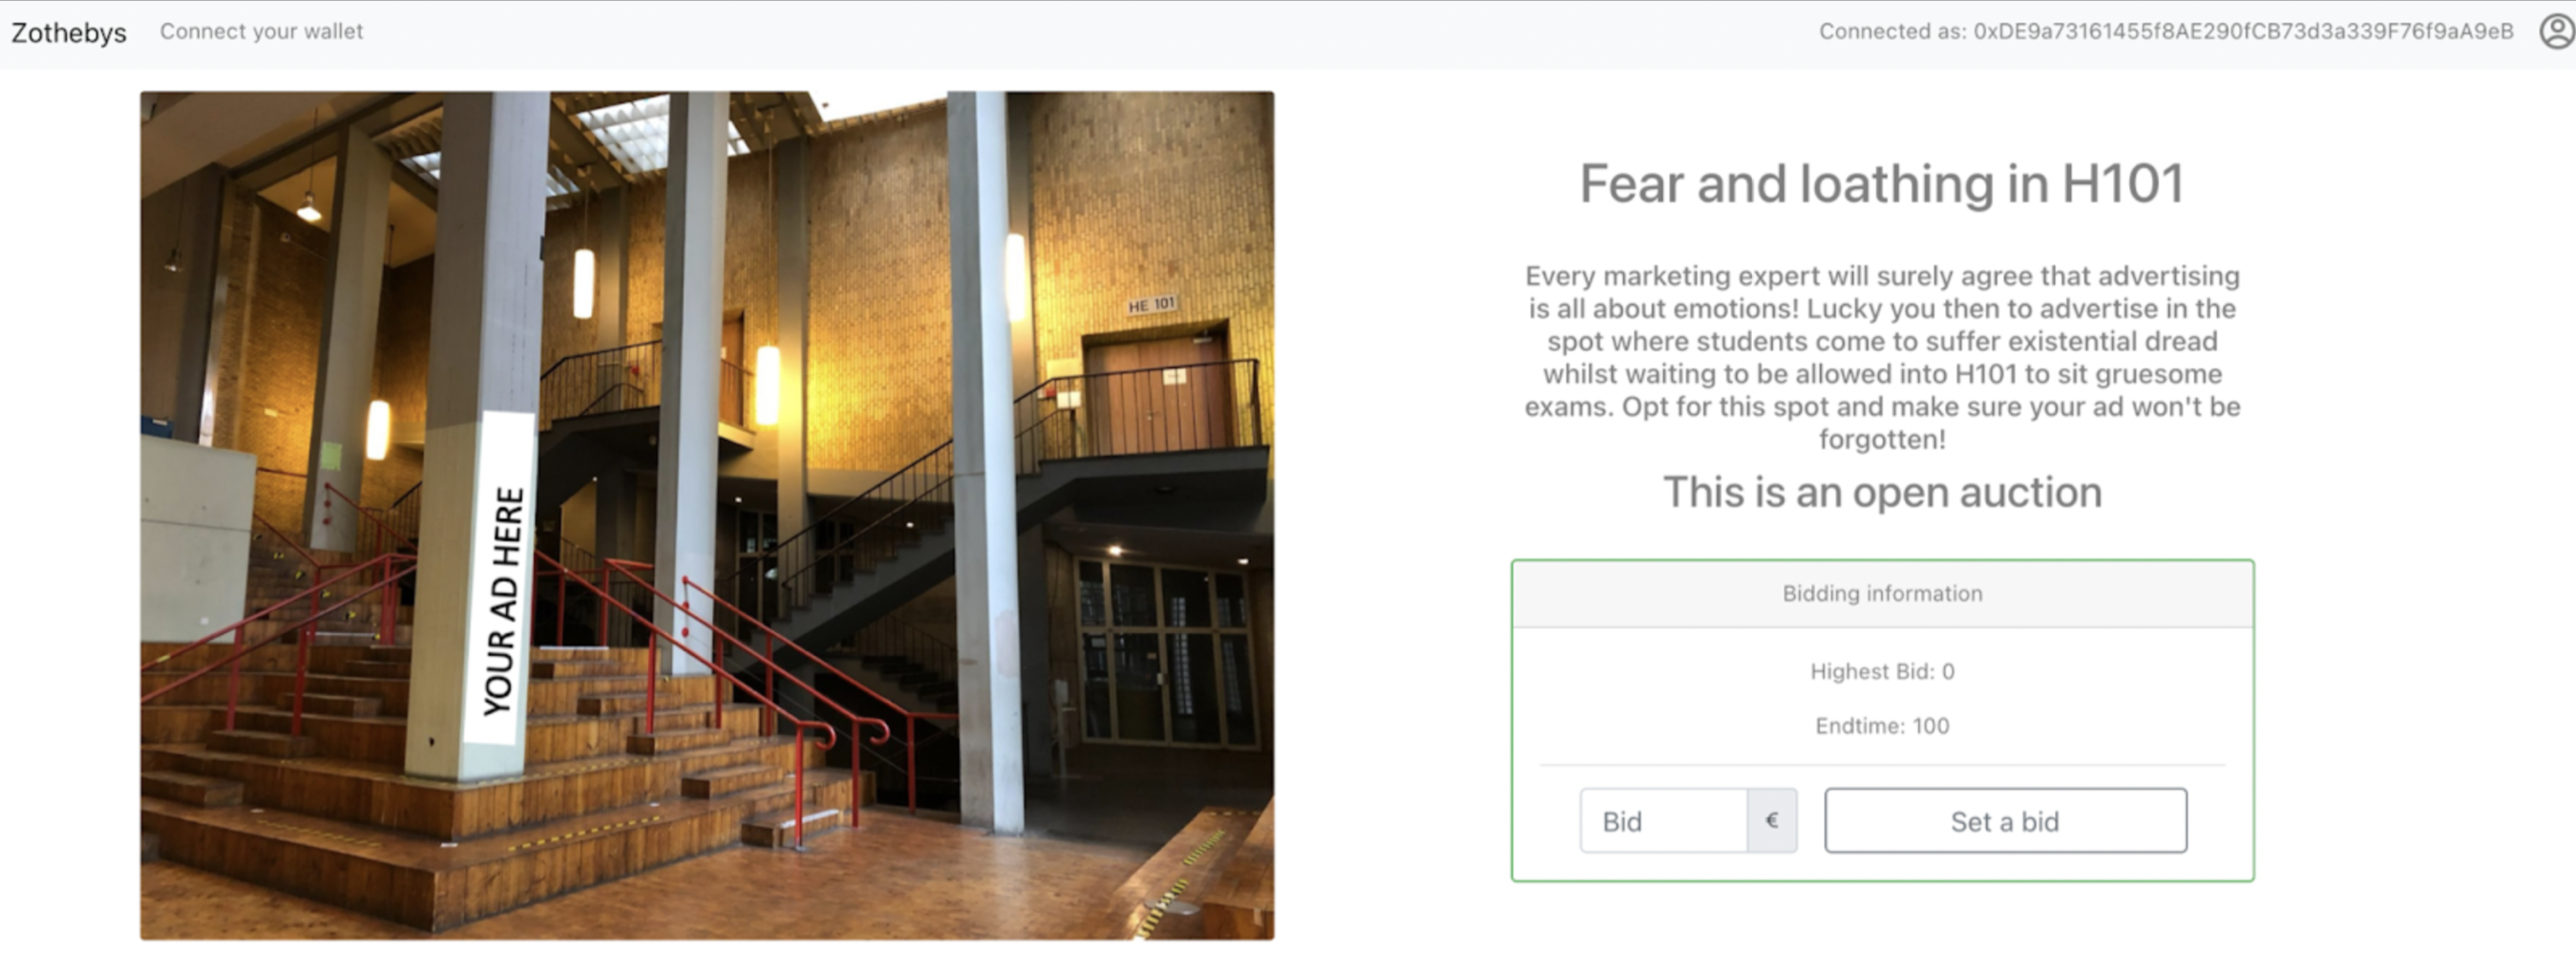 Zothebys Connect your wallet Connected as: 0xDE9a73161455f8AE290fCB73d3a339F76f9aA9eB
HE 101
YOUR AD HERE
Fear and loathing in H101
Every marketing expert will surely agree that advertising
is all about emotions! Lucky you then to advertise in the
spot where students come to suffer existential dread
whilst waiting to be allowed into H101 to sit gruesome
exams. Opt for this spot and make sure your ad won't be
forgotten!
This is an open auction
Bidding information
Highest Bid: 0
Endtime: 100
Bid € Set a bid